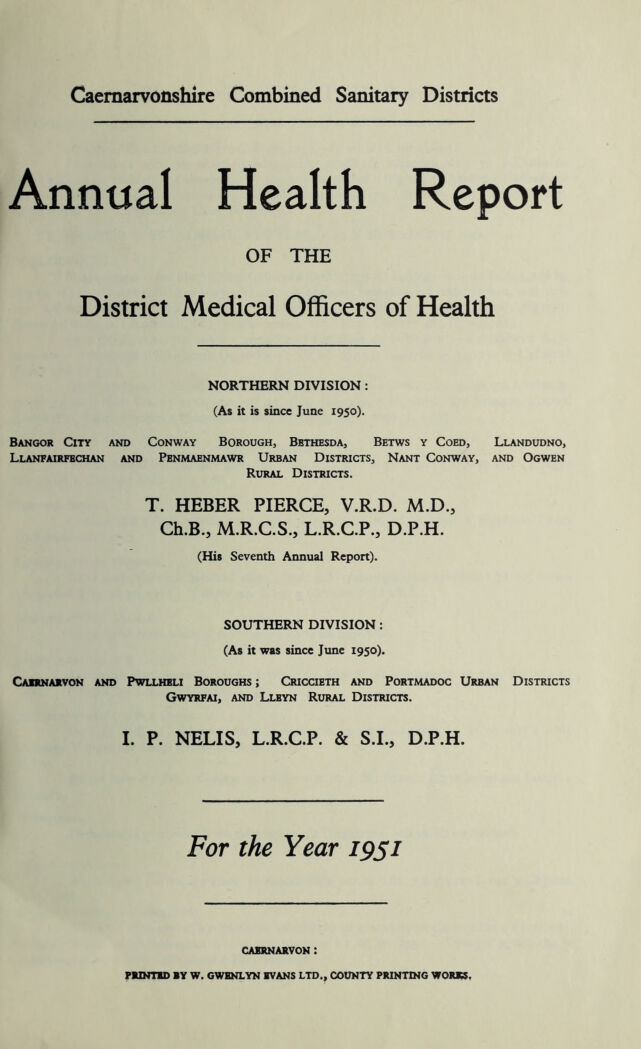 Caernarvonshire Combined Sanitary Districts
Annual Health Report
OF THE
District Medical Officers of Health
NORTHERN DIVISION :
(As it is since June 1950).
BANGOR CITY AND CONWAY BOROUGH, BETHESDA, BETWS Y COED, LLANDUDNO,
LLANFAIRFECHAN AND PENMAENMAWR URBAN DISTRICTS, NANT CONWAY, AND OGWEN
RURAL DISTRICTS.
T. HEBER PIERCE, V.R.D. M.D.,
Ch.B., M.R.C.S., L.R.C.P., D.P.H.
(His Seventh Annual Report).
SOUTHERN DIVISION :
(As it was since June 1950).
CAERNARVON AND PWLLHELI BOROUGHS ; CRICCIETH AND PORTMADOC URBAN DISTRICTS
GWYRFAI, AND LLEYN RURAL DISTRICTS.
I. P. NELIS, L.R.C.P. & S.I., D.P.H.
For the Year 1951
CAERNARVON :
PRINTED BY W. GWENLYN EVANS LTD., COUNTY PRINTING WORKS.